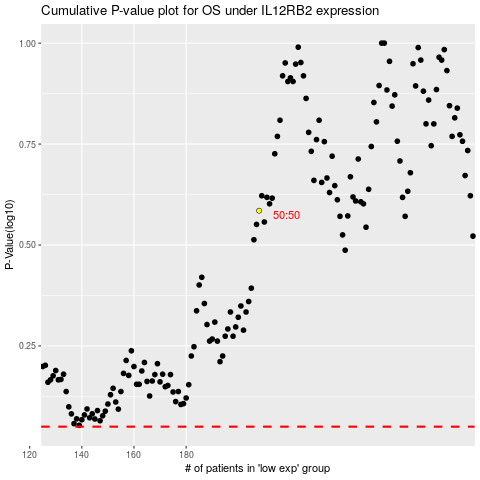 Cumulative P-value plot for OS under IL12RB2 expression
1.00
0.75
0.50
0.25
P-Value(log10)
50:50
120 140 160 180
# of patients in 'low exp' group